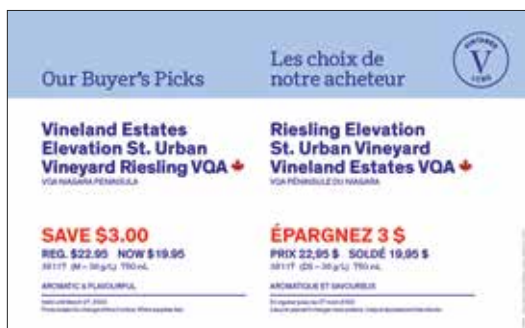 Our Buyer's Picks
Les choix de
notre acheteur
VINTAGES
V
LCBO
Vineland Estates
Elevation St. Urban
Vineyard Riesling VQA
VQA NIAGARA PENINSULA
SAVE $3.00
REG. $22.95 NOW $19.95
750 mL
AROMATIC & FLAVOURFUL
Riesling Elevation
St. Urban Vineyard
Vineland Estates VQA
VQA PÉNINSULE DU NIAGARA
ÉPARGNEZ 3 $
PRIX 22,95 $ SOLDÉ 19,95 $
750 mL
AROMATIQUE ET SAVOUREUX